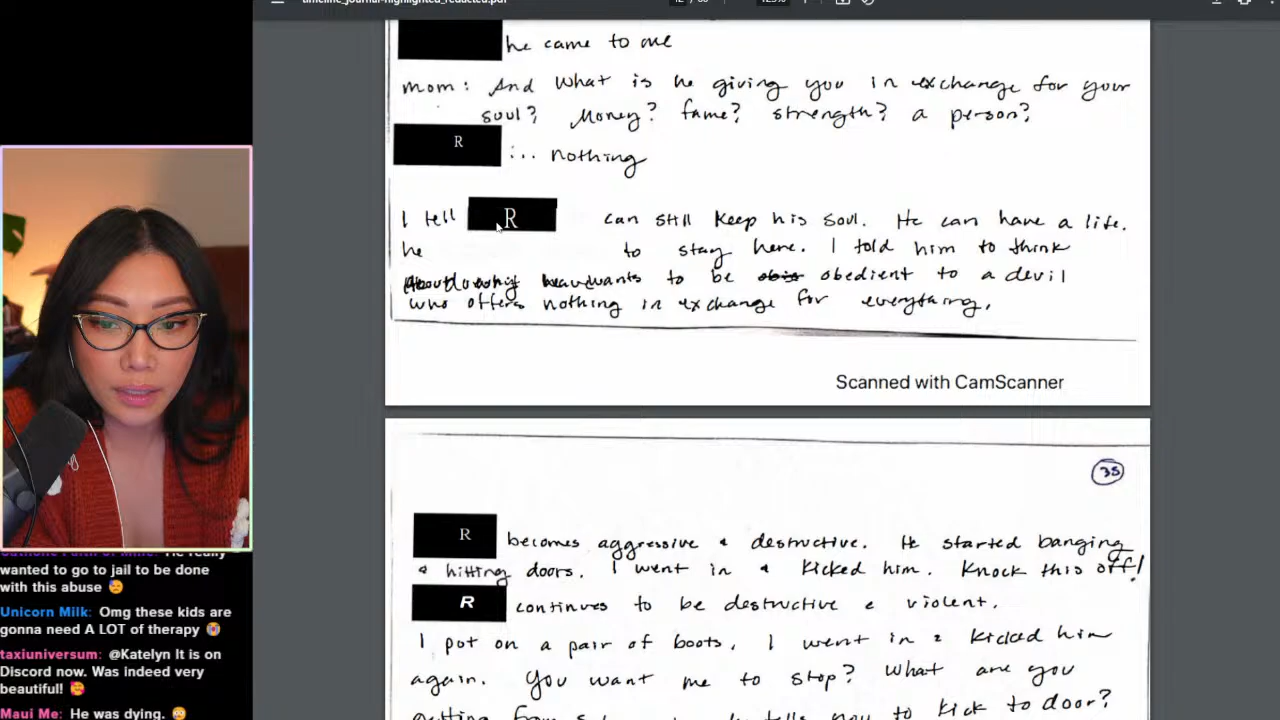 timeline_journal-highlighted_redacted.pdf
he came to me
mom: And what is he giving you in exchange for your
soul? Money? fame? strength? a person?
R :... nothing
I tell R can still keep his soul. He can have a life.
he to stay here. I told him to think
wants to be obedient to a devil
who offers nothing in exchange for everything.
Scanned with CamScanner
35
R becomes aggressive & destructive. He started banging
& hitting doors. I went in & kicked him. Knock this off!
R continues to be destructive & violent.
I put on a pair of boots. I went in & kicked him
again. You want me to stop? What are you
tells you to kick to door?
wanted to go to jail to be done
with this abuse 😓
Unicorn Milk: Omg these kids are
gonna need A LOT of therapy 😭
taxiuniversum: @Katelyn It is on
Discord now. Was indeed very
beautiful! 🥰
Maui Me: He was dying. 😳